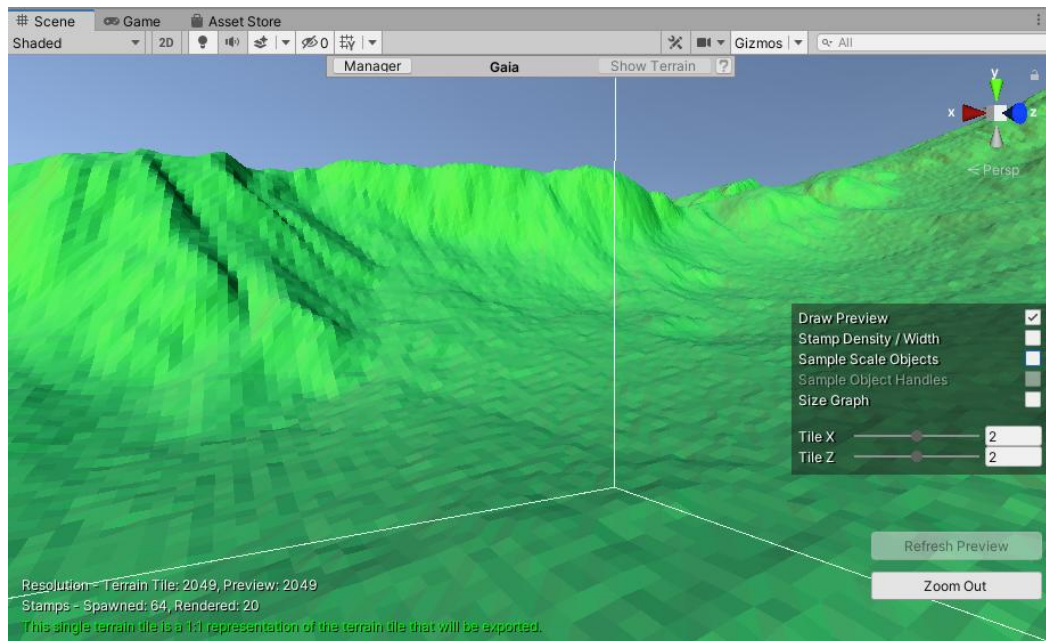 Scene Game Asset Store
Shaded 2D 0 Gizmos All
Manager Gaia Show Terrain ?
y
x z
Persp
Draw Preview
Stamp Density / Width
Sample Scale Objects
Sample Object Handles
Size Graph
Tile X 2
Tile Z 2
Refresh Preview
Zoom Out
Resolution - Terrain Tile: 2049, Preview: 2049
Stamps - Spawned: 64, Rendered: 20
This single terrain tile is a 1:1 representation of the terrain tile that will be exported.